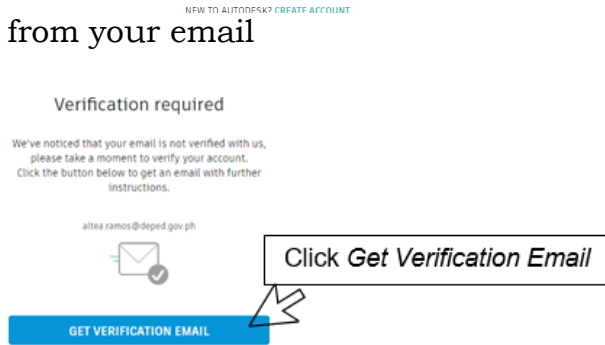 NEW TO AUTODESK? CREATE ACCOUNT
from your email
Verification required
We've noticed that your email is not verified with us,
please take a moment to verify your account.
Click the button below to get an email with further
instructions.
altea.ramos@deped.gov.ph
Click Get Verification Email
GET VERIFICATION EMAIL